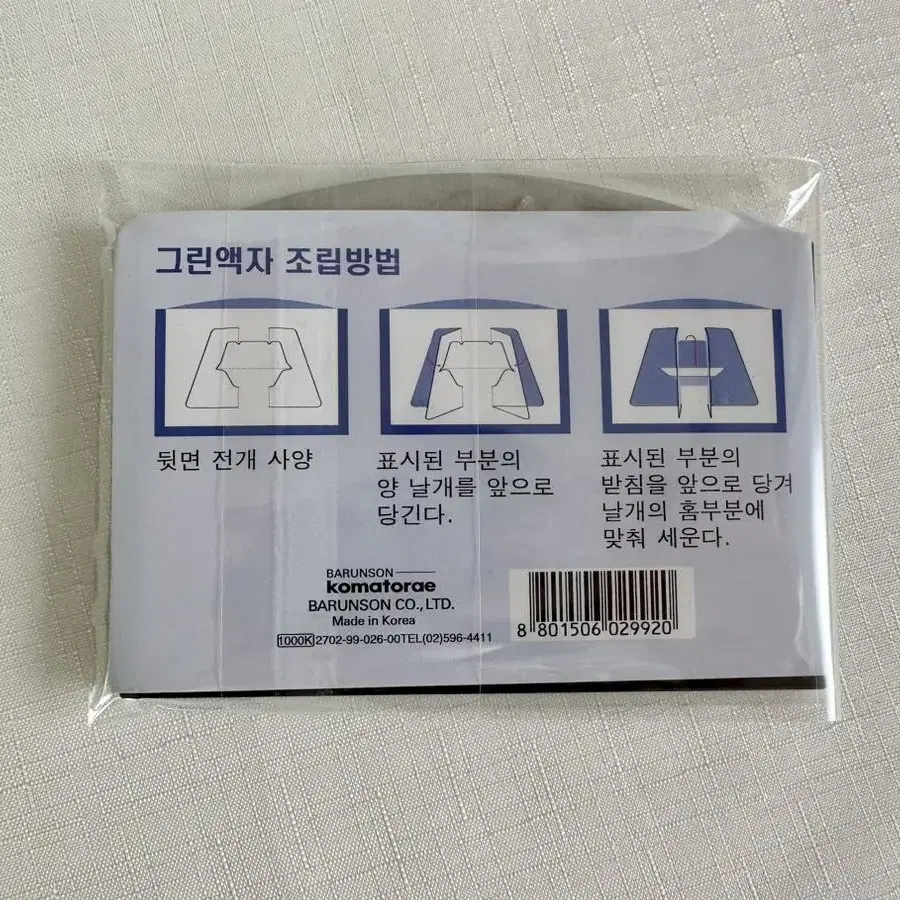 그린액자 조립방법
뒷면 전개 사양
표시된 부분의
양 날개를 앞으로
당긴다.
표시된 부분의
받침을 앞으로 당겨
날개의 홈부분에
맞춰 세운다.
BARUNSON
komatorae
BARUNSON CO., LTD.
Made in Korea
1000K 2702-99-026-00 TEL(02)596-4411
8 801506 029920